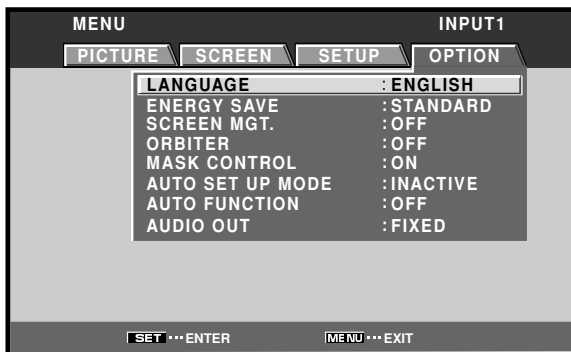 MENU INPUT1
PICTURE SCREEN SETUP OPTION
LANGUAGE :ENGLISH
ENERGY SAVE :STANDARD
SCREEN MGT. :OFF
ORBITER :OFF
MASK CONTROL :ON
AUTO SET UP MODE :INACTIVE
AUTO FUNCTION :OFF
AUDIO OUT :FIXED
SET ··· ENTER MENU ··· EXIT